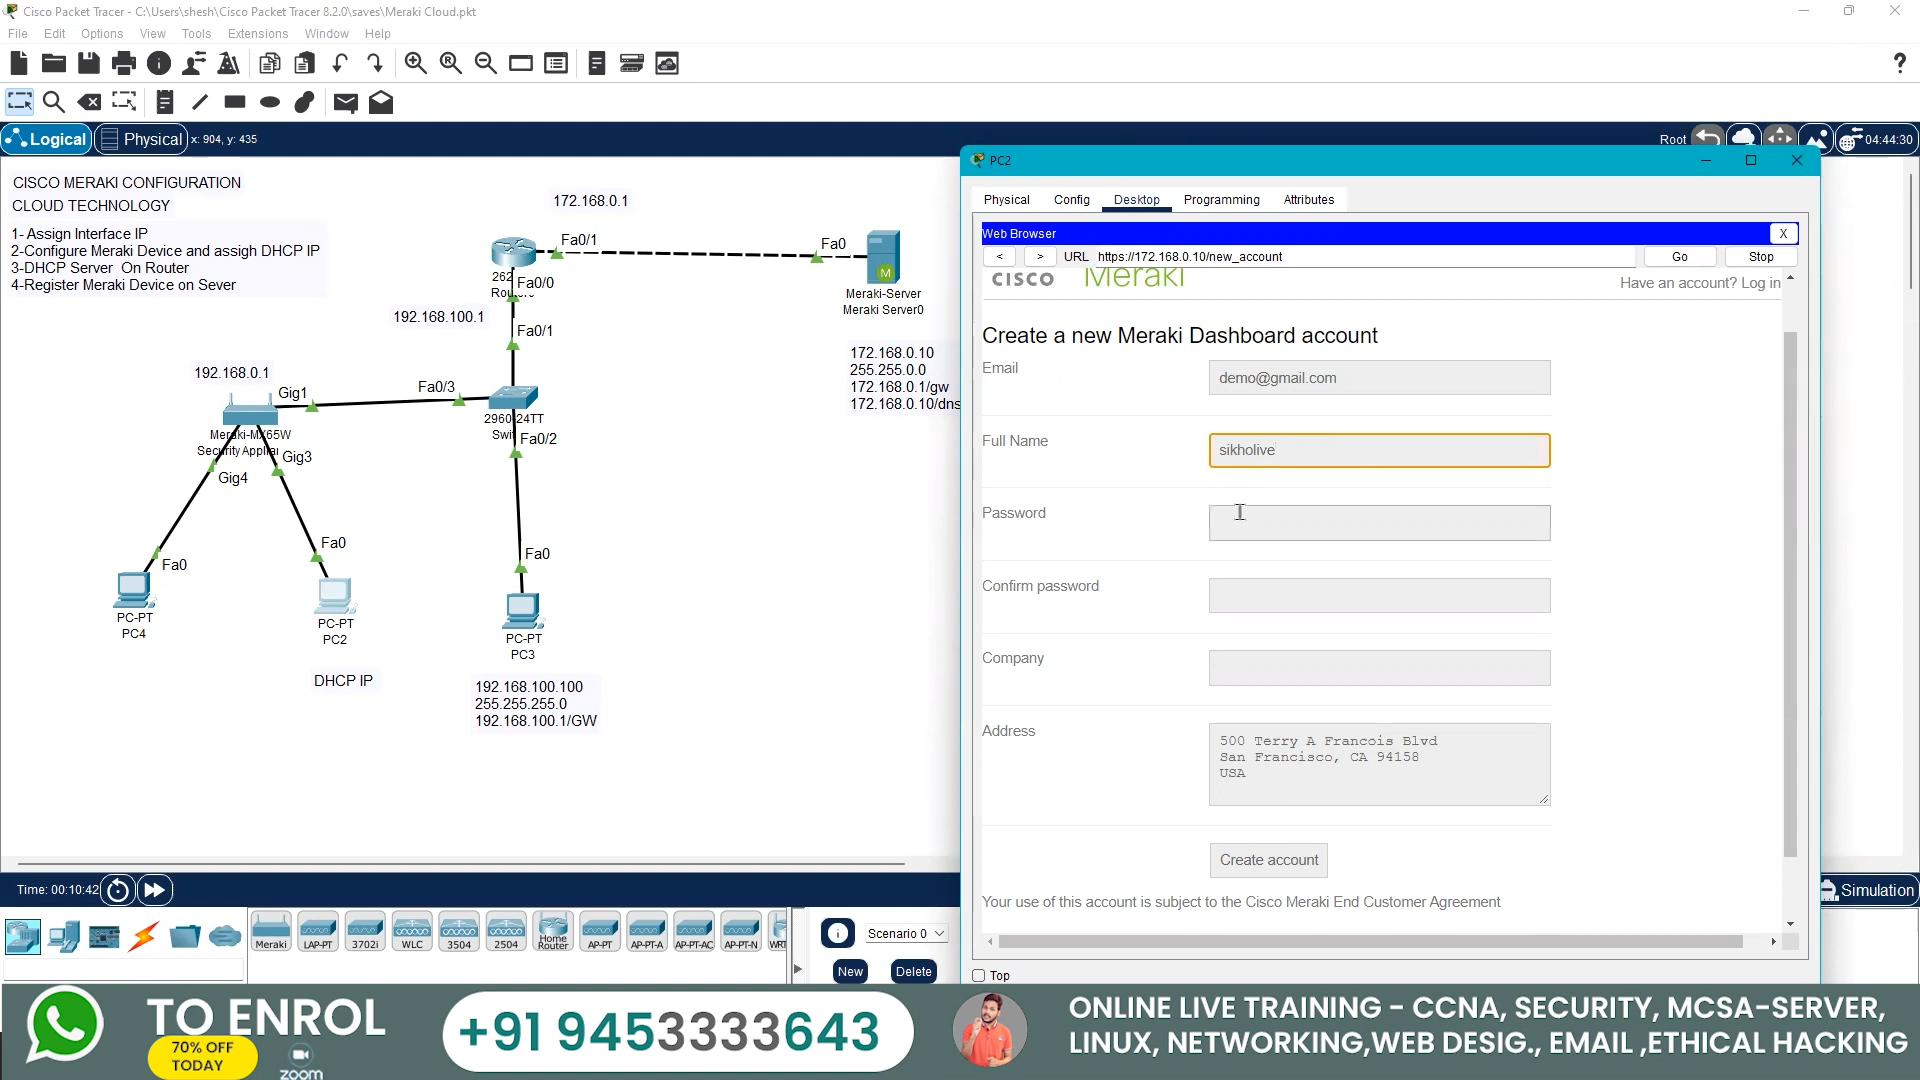 Cisco Packet Tracer - C:\Users\shesh\Cisco Packet Tracer 8.2.0\saves\Meraki Cloud.pkt
File Edit Options View Tools Extensions Window Help
Logical Physical x: 904, y: 435
Root 04:44:30
CISCO MERAKI CONFIGURATION
CLOUD TECHNOLOGY
1- Assign Interface IP
2-Configure Meraki Device and assigh DHCP IP
3-DHCP Server On Router
4-Register Meraki Device on Sever
172.168.0.1
Fa0/1
Fa0
262
Fa0/0
Meraki-Server
Meraki Server0
192.168.100.1
Fa0/1
172.168.0.10
255.255.0.0
172.168.0.1/gw
172.168.0.10/dns
192.168.0.1
Gig1
Fa0/3
2960-24TT
Swit
Fa0/2
Meraki-MX65W
Security Applian
Gig3
Gig4
Fa0
Fa0
Fa0
PC-PT
PC4
PC-PT
PC2
PC-PT
PC3
DHCP IP
192.168.100.100
255.255.255.0
192.168.100.1/GW
PC2
Physical Config Desktop Programming Attributes
Web Browser X
< > URL https://172.168.0.10/new_account Go Stop
CISCO Meraki
Have an account? Log in
Create a new Meraki Dashboard account
Email demo@gmail.com
Full Name sikholive
Password
Confirm password
Company
Address
500 Terry A Francois Blvd
San Francisco, CA 94158
USA
Create account
Your use of this account is subject to the Cisco Meraki End Customer Agreement
Top
Time: 00:10:42
Simulation
Meraki LAP-PT 3702i WLC 3504 2504 Home Router AP-PT AP-PT-A AP-PT-AC AP-PT-N WR
Scenario 0
New Delete
TO ENROL
70% OFF
TODAY
zoom
+91 9453333643
ONLINE LIVE TRAINING - CCNA, SECURITY, MCSA-SERVER,
LINUX, NETWORKING,WEB DESIG., EMAIL ,ETHICAL HACKING